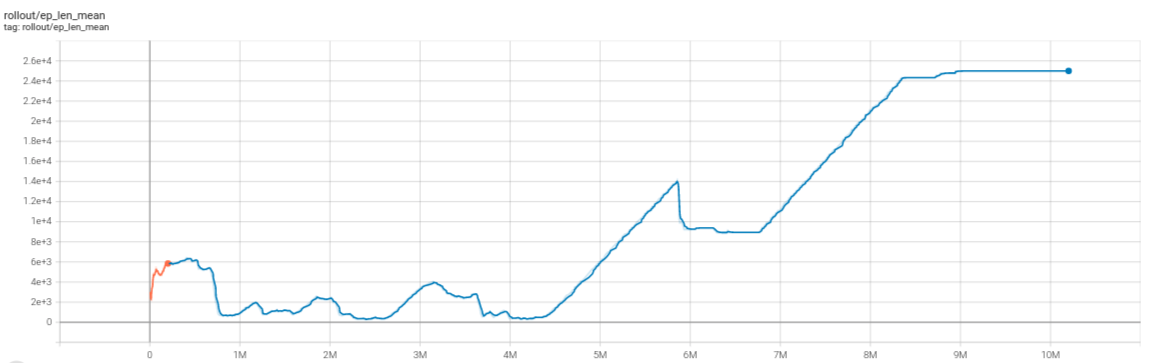 rollout/ep_len_mean
tag: rollout/ep_len_mean
2.6e+4
2.4e+4
2.2e+4
2e+4
1.8e+4
1.6e+4
1.4e+4
1.2e+4
1e+4
8e+3
6e+3
4e+3
2e+3
0
0 1M 2M 3M 4M 5M 6M 7M 8M 9M 10M